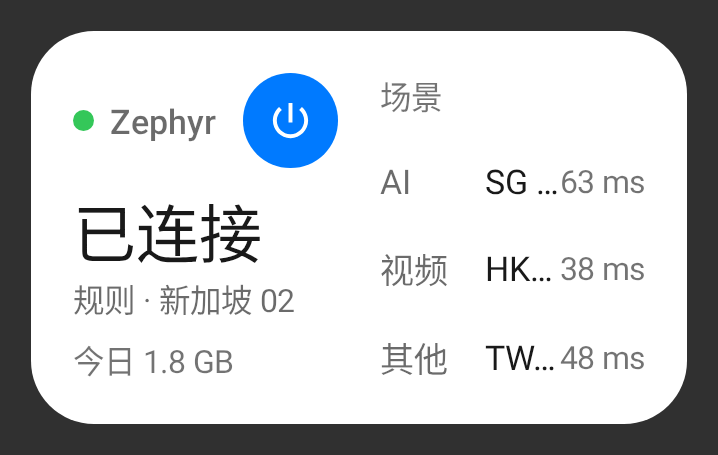 Zephyr
已连接
规则 · 新加坡 02
今日 1.8 GB
场景
AI SG ... 63 ms
视频 HK... 38 ms
其他 TW... 48 ms